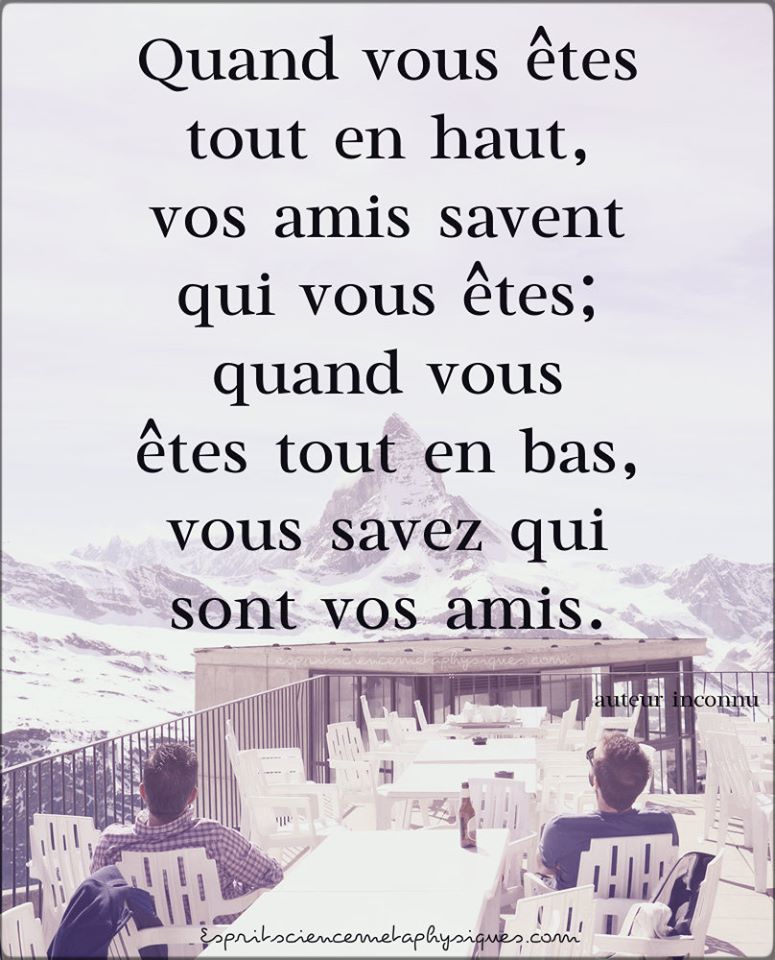 Quand vous êtes
tout en haut,
vos amis savent
qui vous êtes;
quand vous
êtes tout en bas,
vous savez qui
sont vos amis.
espritsciencemetaphysiques.com
auteur inconnu
Espritsciencemetaphysiques.com